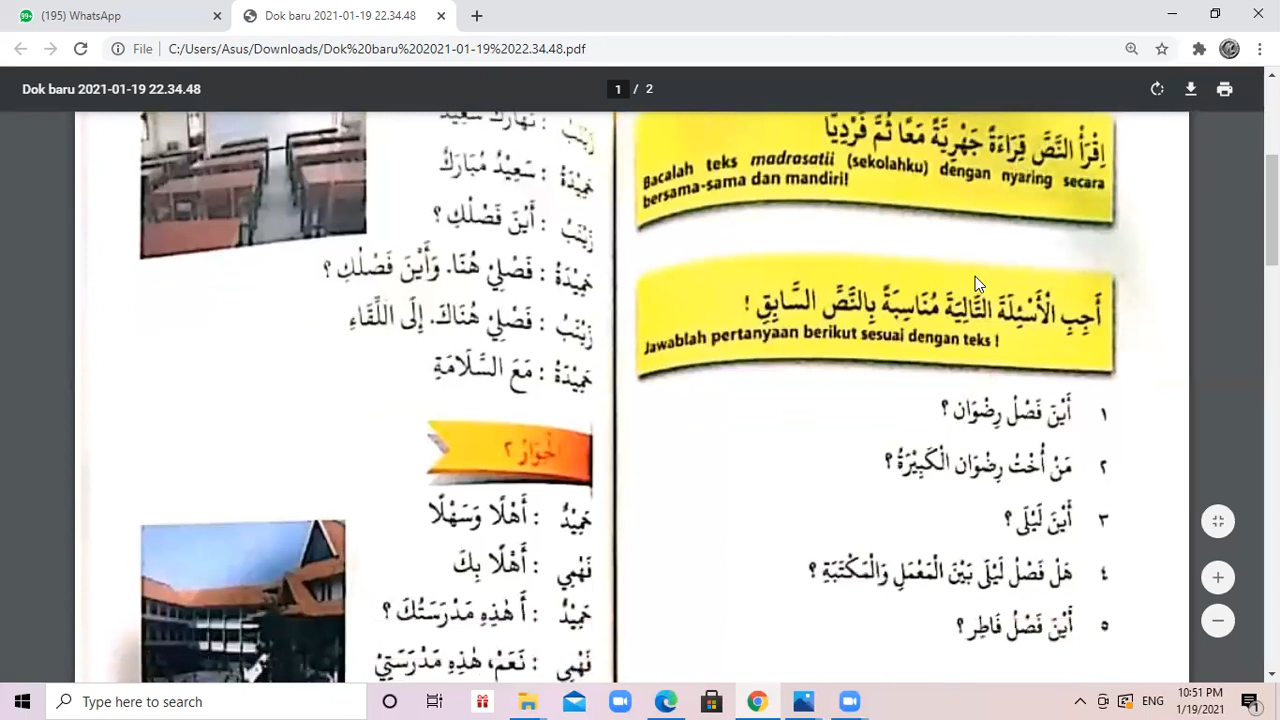 (195) WhatsApp
Dok baru 2021-01-19 22.34.48
File C:/Users/Asus/Downloads/Dok%20baru%202021-01-19%2022.34.48.pdf
Dok baru 2021-01-19 22.34.48
1 / 2
زَيْنَبُ : نَهَارُكَ سَعِيْدٌ
حَمِيْدَةُ : سَعِيْدٌ مُبَارَكٌ
زَيْنَبُ : أَيْنَ فَصْلُكِ ؟
حَمِيْدَةُ : فَصْلِيْ هُنَا. وَأَيْنَ فَصْلُكِ ؟
زَيْنَبُ : فَصْلِيْ هُنَاكَ. إِلَى اللِّقَاءِ
حَمِيْدَةُ : مَعَ السَّلَامَةِ
الْحِوَارُ ٢
حَمِيْدٌ : أَهْلًا وَسَهْلًا
فَهْمِي : أَهْلًا بِكَ
حَمِيْدٌ : أَ هٰذِهِ مَدْرَسَتُكَ ؟
فَهْمِي : نَعَمْ، هٰذِهِ مَدْرَسَتِيْ
اِقْرَأْ النَّصَّ قِرَاءَةً جَهْرِيَّةً مَعًا ثُمَّ فَرْدِيًّا
Bacalah teks madrasatii (sekolahku) dengan nyaring secara
bersama-sama dan mandiri!
أَجِبِ الْأَسْئِلَةَ التَّالِيَةَ مُنَاسِبَةً بِالنَّصِّ السَّابِقِ !
Jawablah pertanyaan berikut sesuai dengan teks !
١ أَيْنَ فَصْلُ رِضْوَان ؟
٢ مَنْ أُخْتُ رِضْوَان الْكَبِيْرَةُ ؟
٣ أَيْنَ لَيْلَى ؟
٤ هَلْ فَصْلُ لَيْلَى بَيْنَ الْمَعْمَلِ وَالْمَكْتَبَةِ ؟
٥ أَيْنَ فَصْلُ فَاطِر ؟
Type here to search
ENG
10:51 PM
1/19/2021